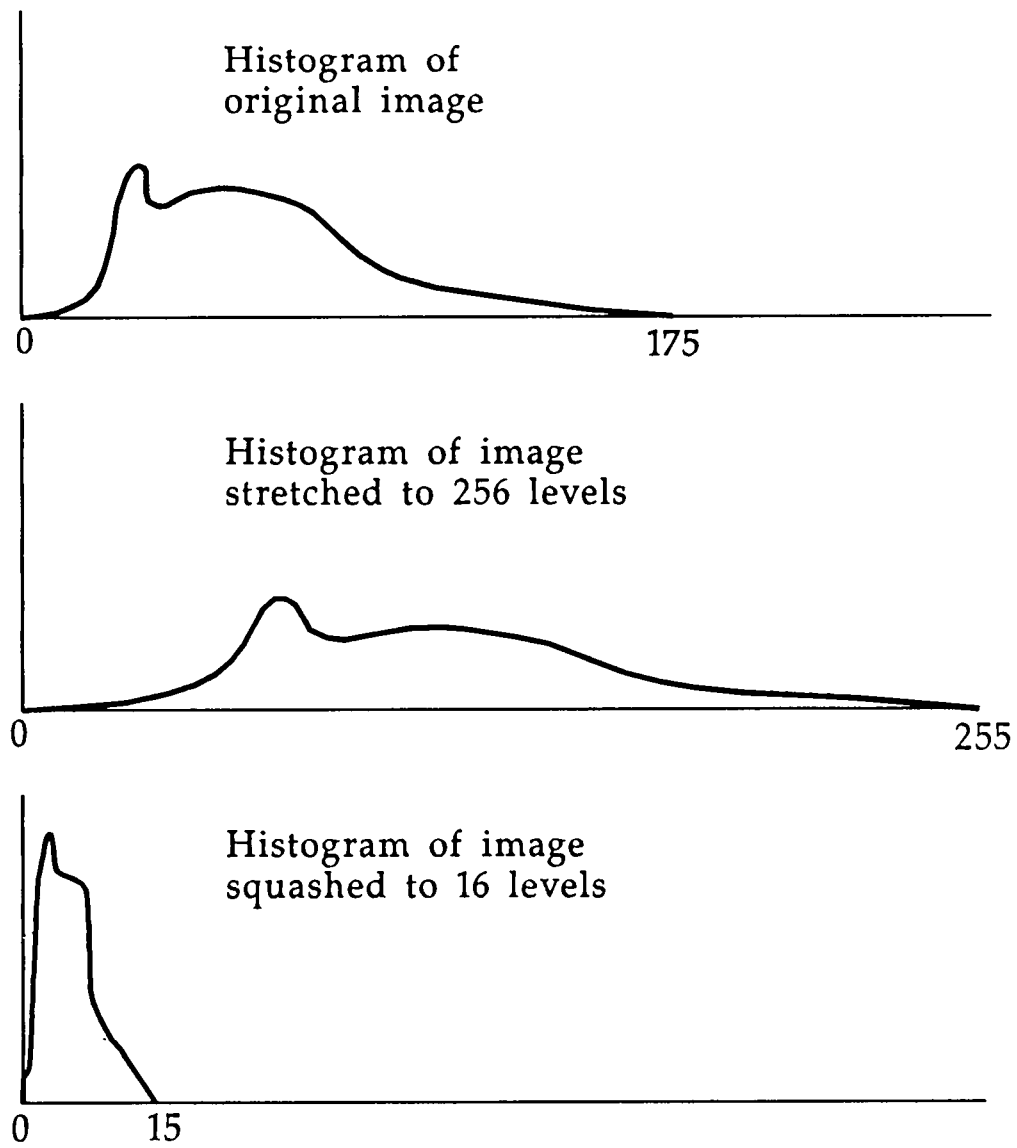 Histogram of
original image
0 175
Histogram of image
stretched to 256 levels
0 255
Histogram of image
squashed to 16 levels
0 15